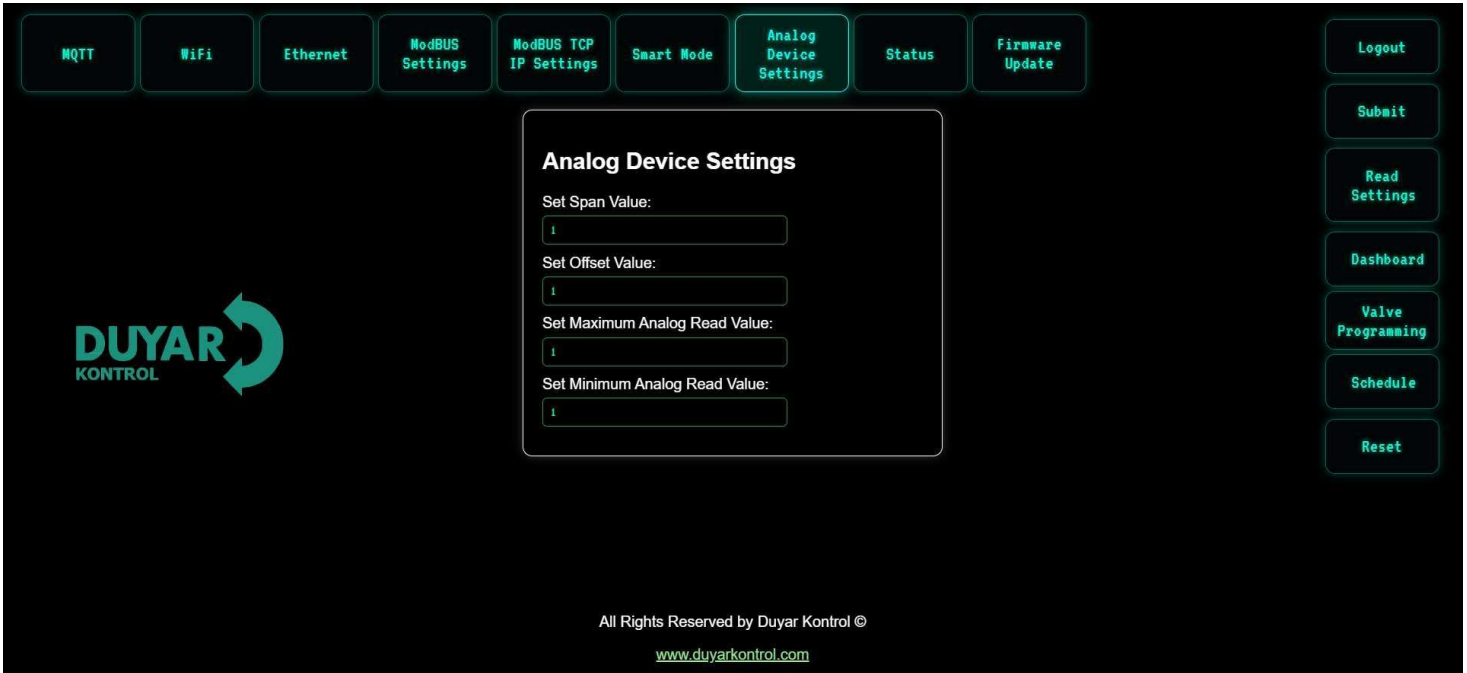 MQTT
WiFi
Ethernet
ModBUS
Settings
ModBUS TCP
IP Settings
Smart Mode
Analog
Device
Settings
Status
Firmware
Update
Logout
Submit
Read
Settings
Dashboard
Valve
Programming
Schedule
Reset
Analog Device Settings
Set Span Value:
1
Set Offset Value:
1
Set Maximum Analog Read Value:
1
Set Minimum Analog Read Value:
1
DUYAR
KONTROL
All Rights Reserved by Duyar Kontrol ©
www.duyarkontrol.com